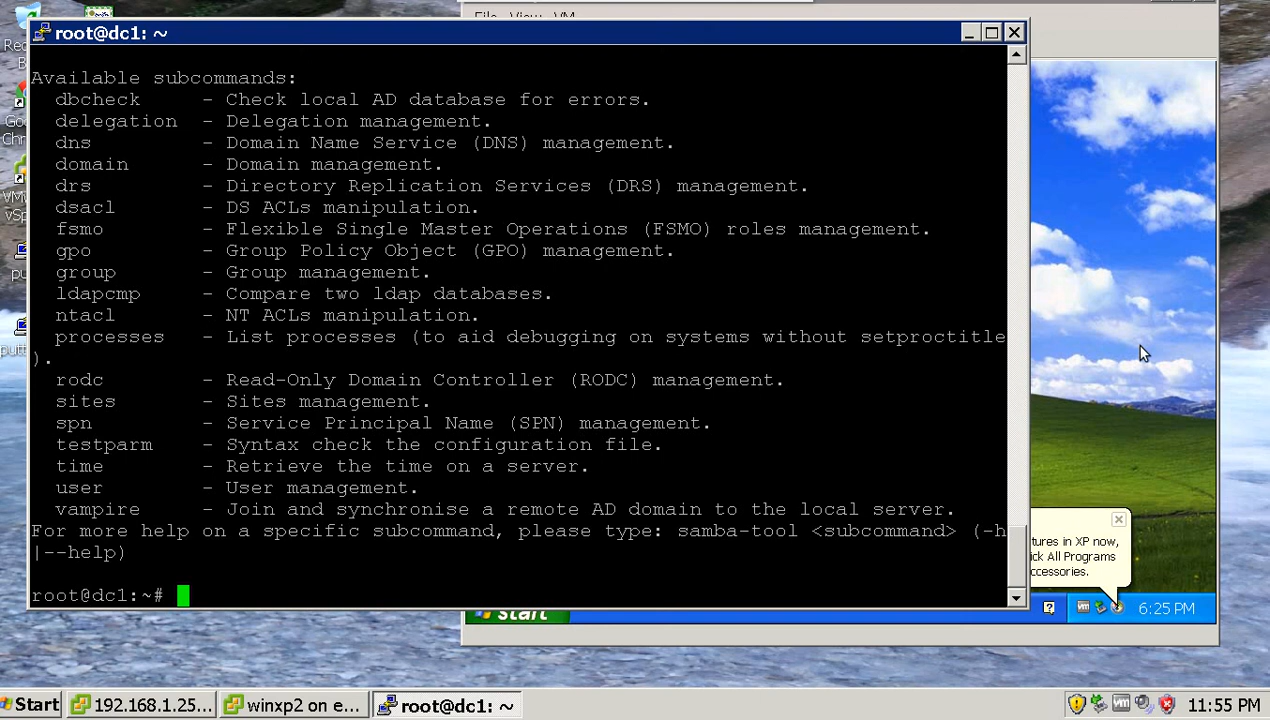 File View VM
root@dc1: ~
Available subcommands:
dbcheck - Check local AD database for errors.
delegation - Delegation management.
dns - Domain Name Service (DNS) management.
domain - Domain management.
drs - Directory Replication Services (DRS) management.
dsacl - DS ACLs manipulation.
fsmo - Flexible Single Master Operations (FSMO) roles management.
gpo - Group Policy Object (GPO) management.
group - Group management.
ldapcmp - Compare two ldap databases.
ntacl - NT ACLs manipulation.
processes - List processes (to aid debugging on systems without setproctitle
).
rodc - Read-Only Domain Controller (RODC) management.
sites - Sites management.
spn - Service Principal Name (SPN) management.
testparm - Syntax check the configuration file.
time - Retrieve the time on a server.
user - User management.
vampire - Join and synchronise a remote AD domain to the local server.
For more help on a specific subcommand, please type: samba-tool <subcommand> (-h
|--help)
root@dc1:~#
tures in XP now,
ick All Programs
ccessories.
start
6:25 PM
Start
192.168.1.25...
winxp2 on e...
root@dc1: ~
11:55 PM